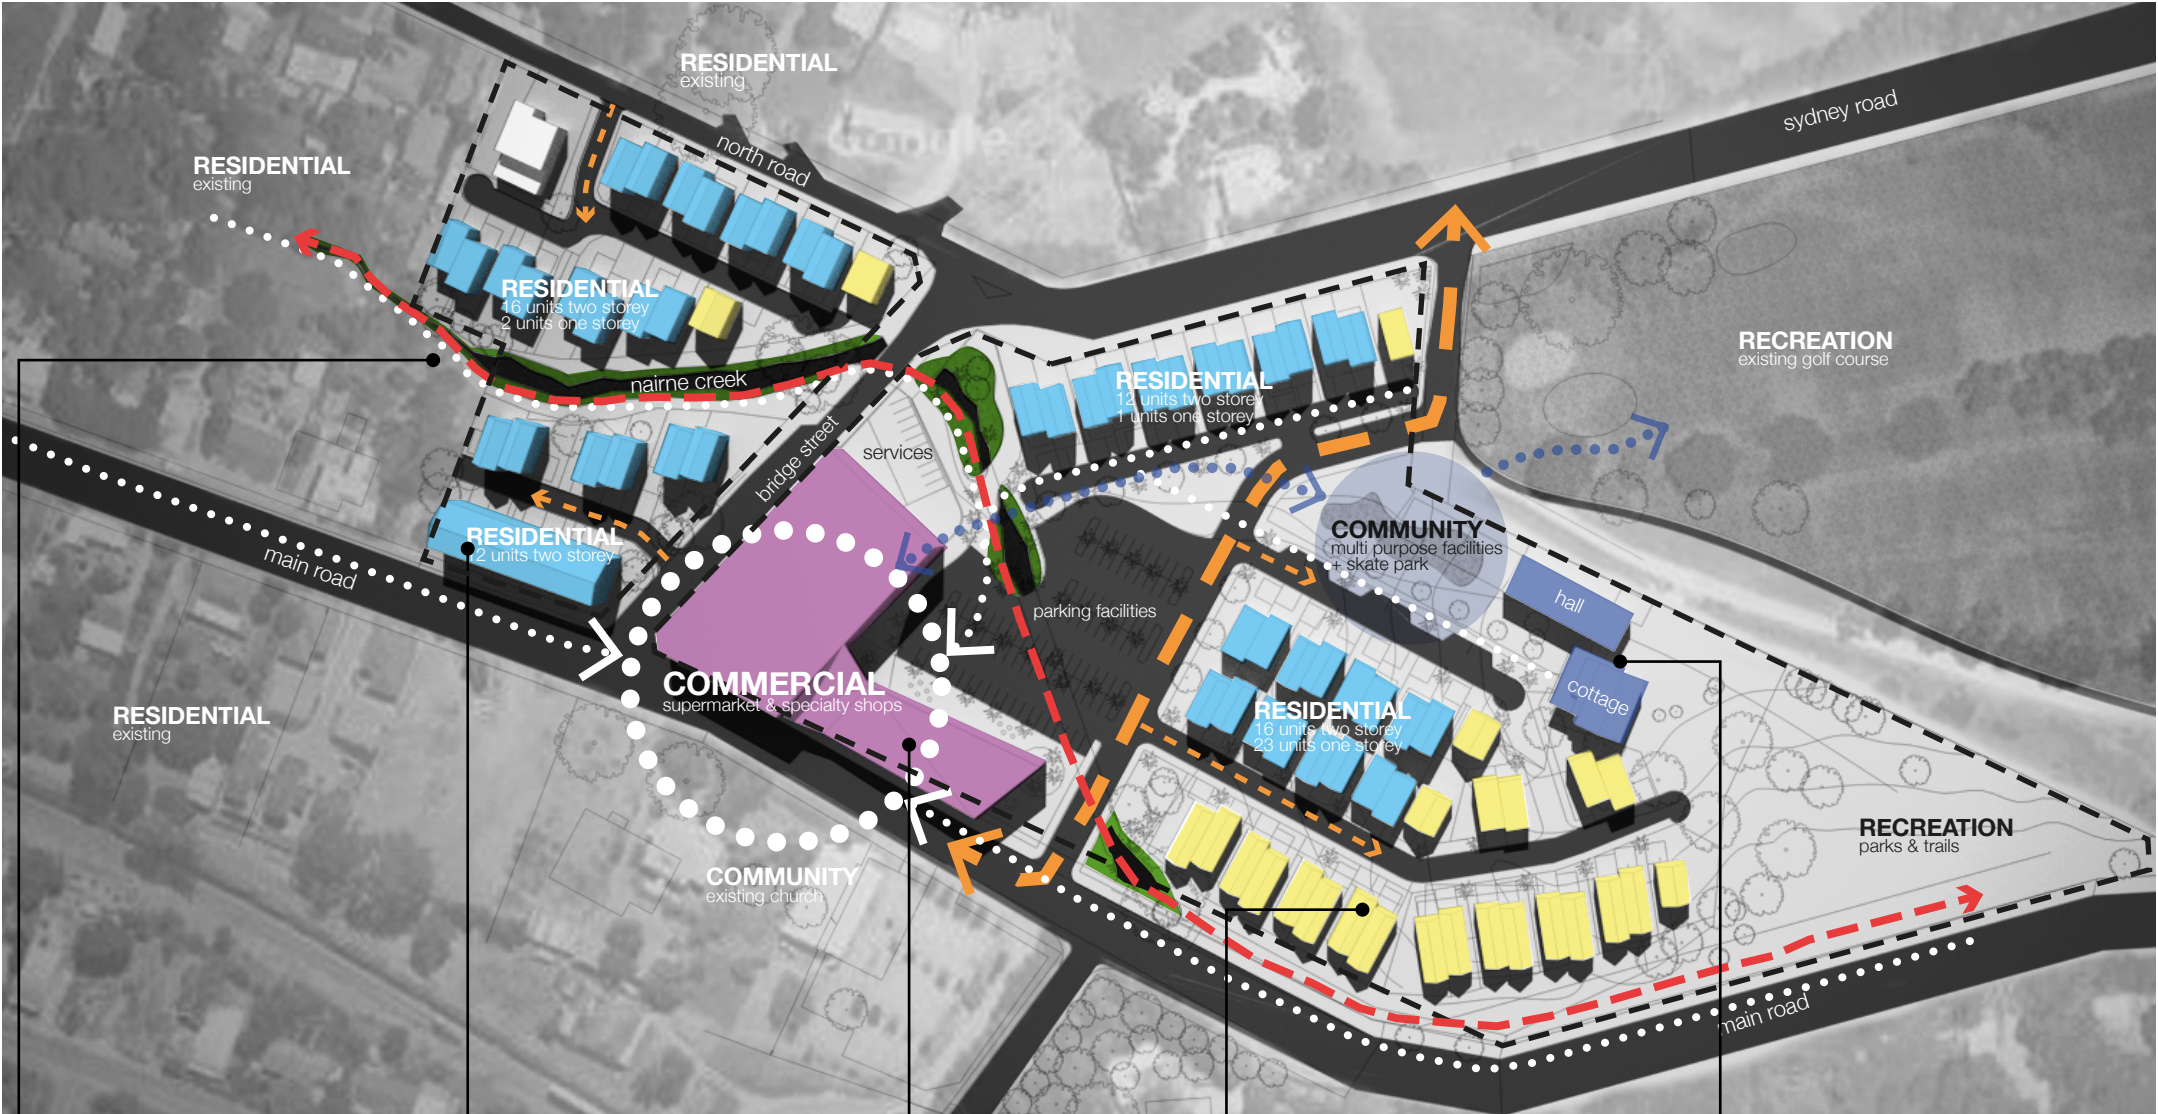 RESIDENTIAL
existing
RESIDENTIAL
existing
north road
sydney road
RESIDENTIAL
16 units two storey
2 units one storey
nairne creek
RECREATION
existing golf course
RESIDENTIAL
12 units two storey
1 units one storey
bridge street
services
RESIDENTIAL
12 units two storey
main road
COMMUNITY
multi purpose facilities
+ skate park
hall
cottage
parking facilities
COMMERCIAL
supermarket & specialty shops
RESIDENTIAL
16 units two storey
23 units one storey
RESIDENTIAL
existing
RECREATION
parks & trails
COMMUNITY
existing church
main road